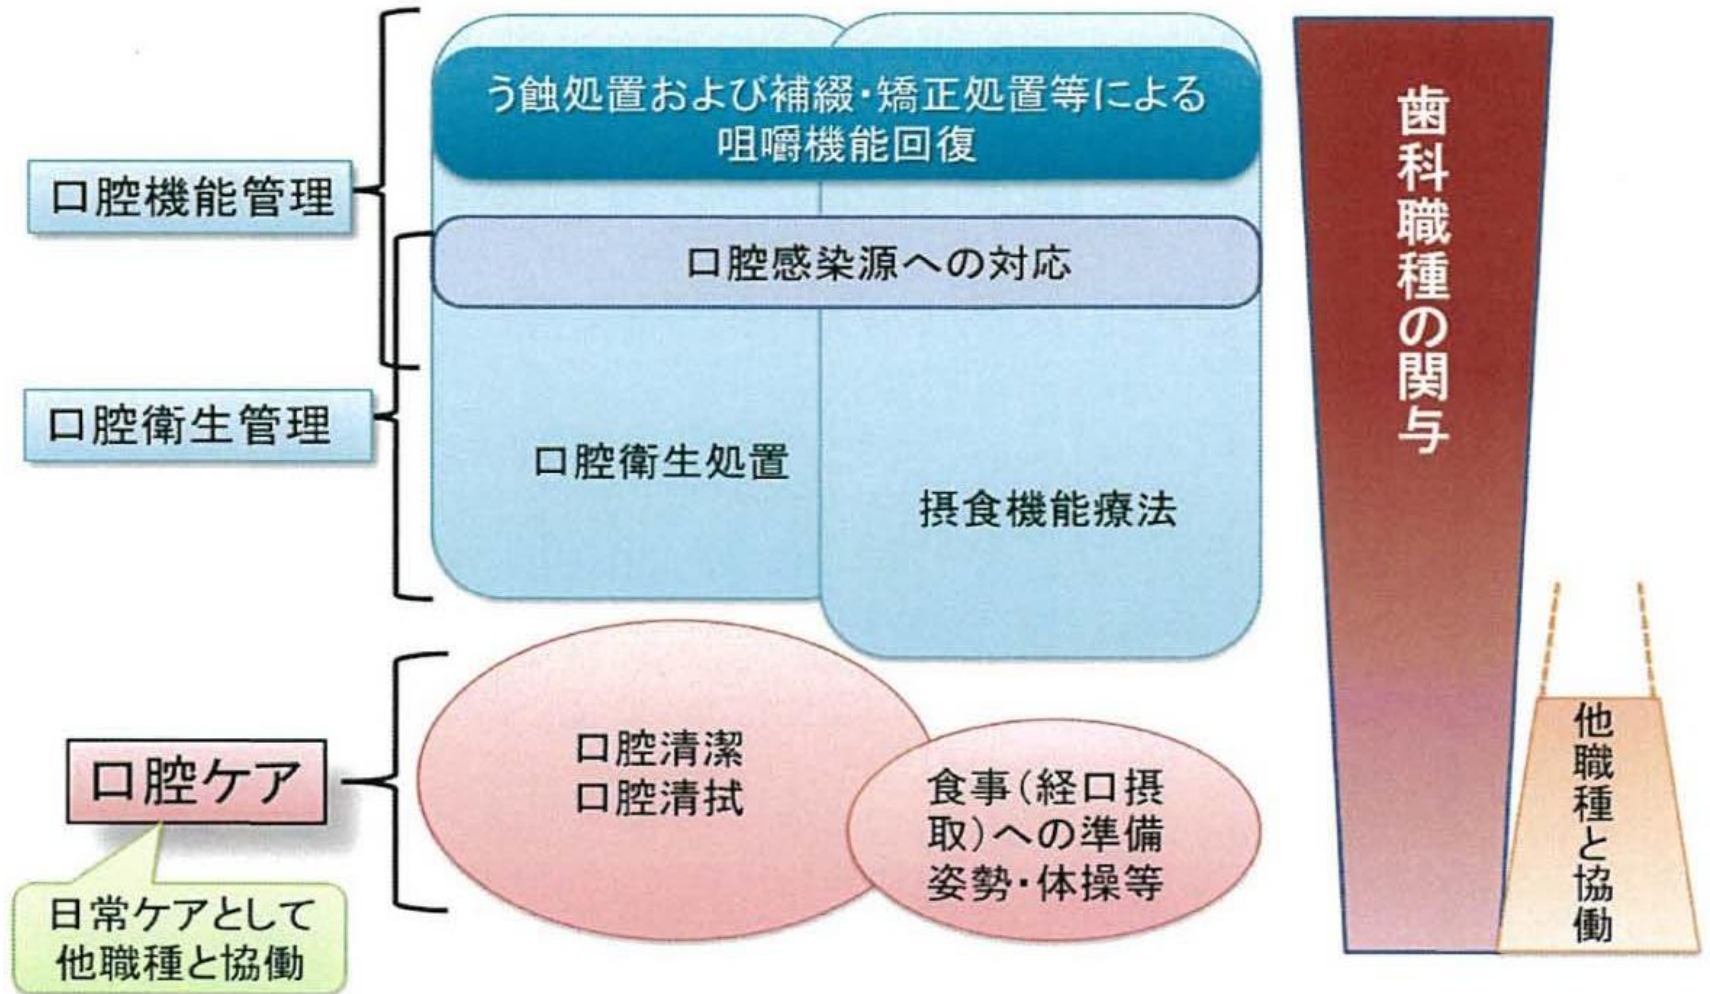 う蝕処置および補綴・矯正処置等による
咀嚼機能回復
口腔機能管理
口腔感染源への対応
口腔衛生管理
口腔衛生処置
摂食機能療法
口腔ケア
日常ケアとして
他職種と協働
口腔清潔
口腔清拭
食事（経口摂
取）への準備
姿勢・体操等
歯科職種の関与
他職種と協働